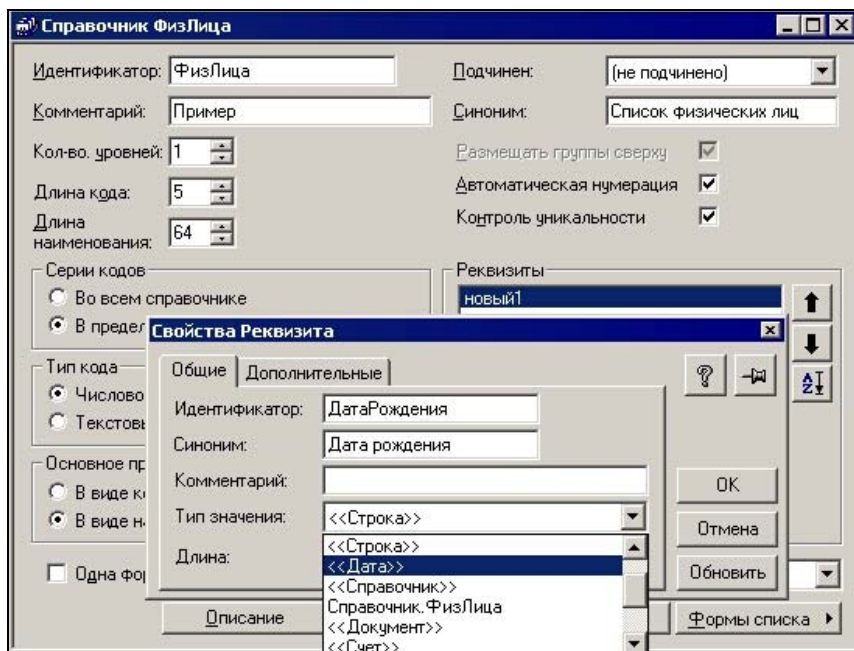 Справочник ФизЛица
Идентификатор: ФизЛица Подчинен: (не подчинено)
Комментарий: Пример Синоним: Список физических лиц
Кол-во. уровней: 1 Размещать группы сверху
Длина кода: 5 Автоматическая нумерация
Длина наименования: 64 Контроль уникальности
Серии кодов Реквизиты
Во всем справочнике новый1
В предел
Свойства Реквизита
Тип кода
Числово
Текстовы
Основное пр
В виде к
В виде н
Одна фор
Общие Дополнительные
Идентификатор: ДатаРождения
Синоним: Дата рождения
Комментарий:
Тип значения: <<Строка>>
Длина:
<<Строка>>
<<Дата>>
<<Справочник>>
Справочник.ФизЛица
<<Документ>>
<<Счет>>
OK
Отмена
Обновить
Описание Формы списка